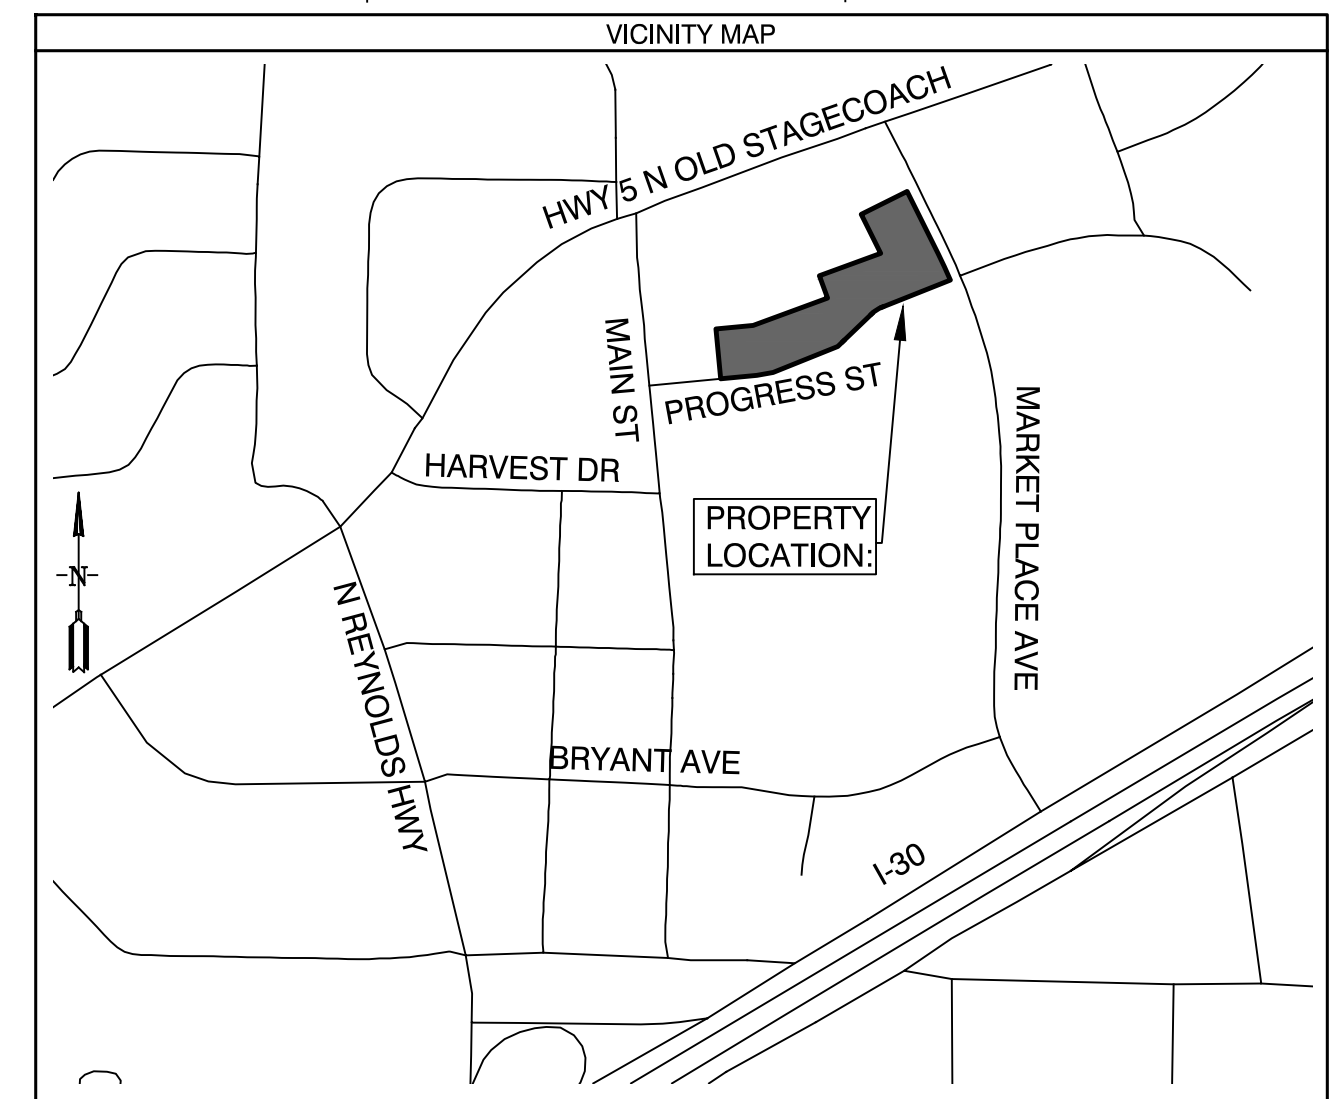 VICINITY MAP
HWY 5 N OLD STAGECOACH
MAIN ST
PROGRESS ST
MARKET PLACE AVE
HARVEST DR
PROPERTY
LOCATION:
-N-
N REYNOLDS HWY
BRYANT AVE
I-30